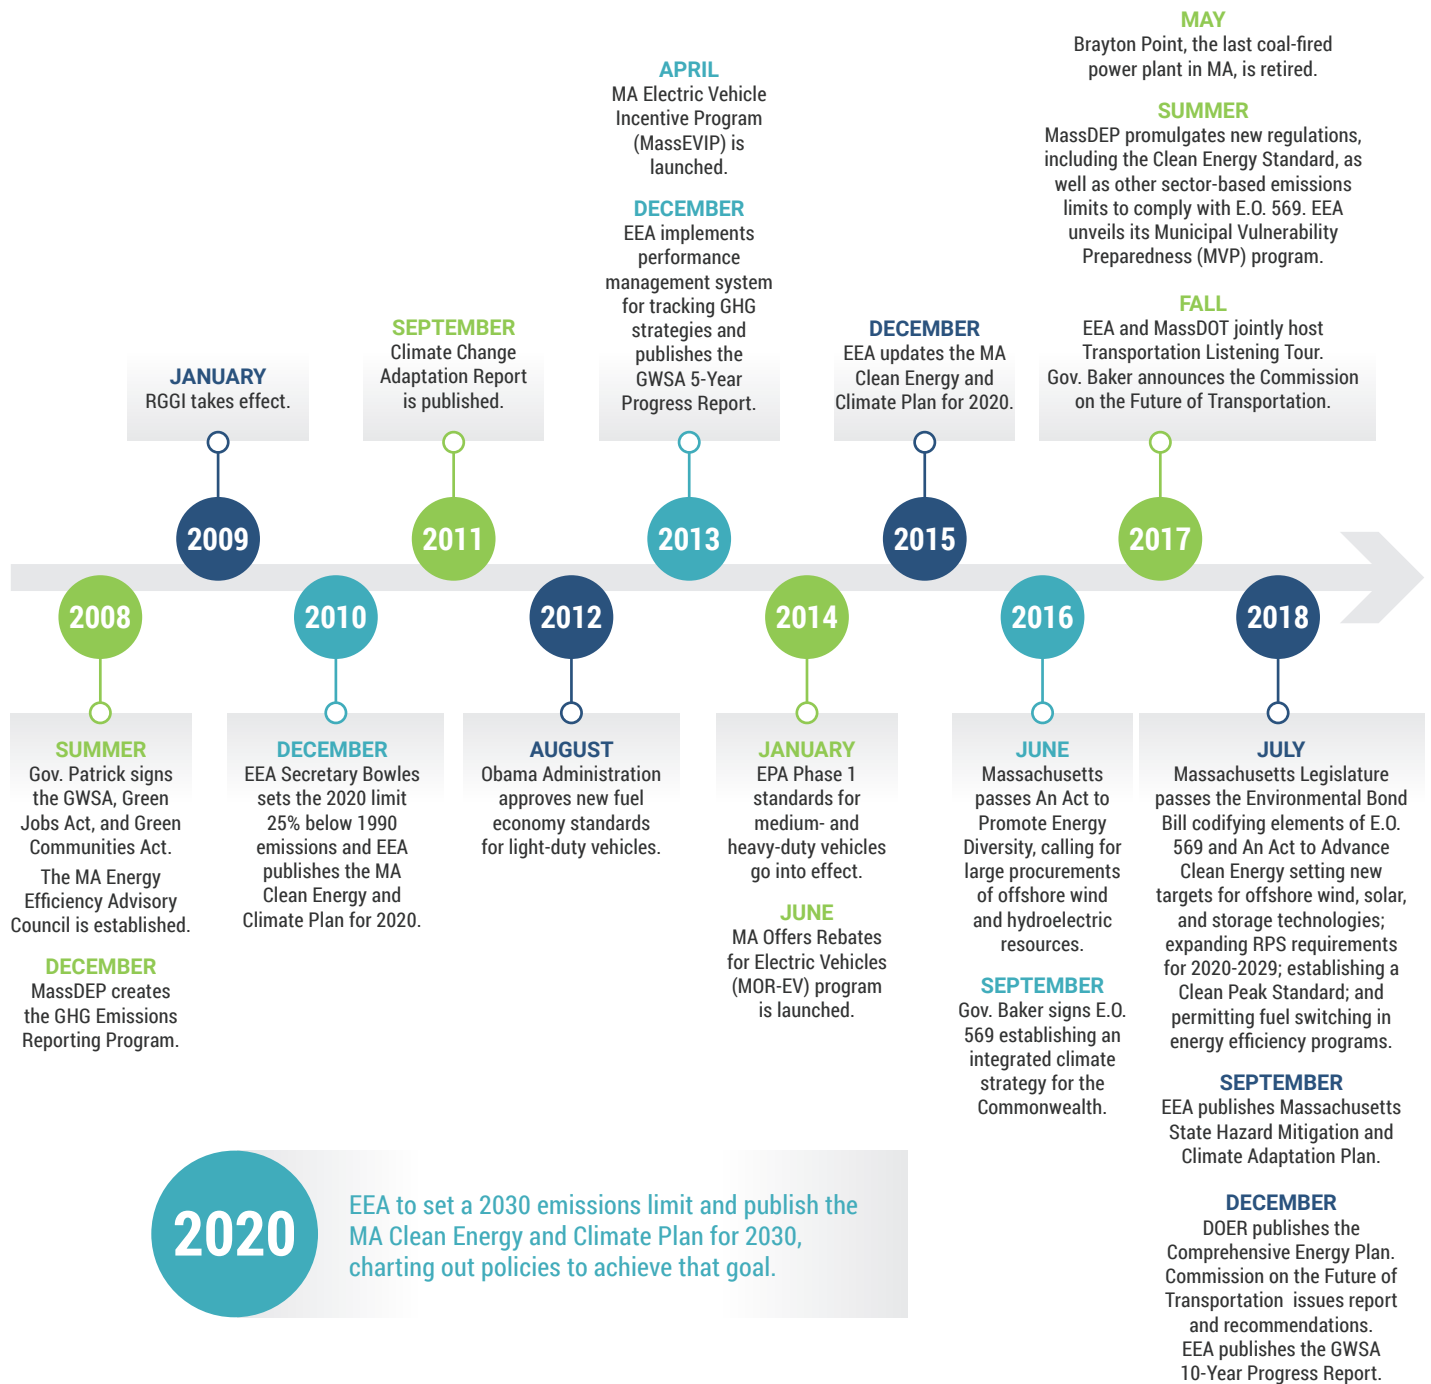 JANUARY
RGGI takes effect.
SEPTEMBER
Climate Change
Adaptation Report
is published.
APRIL
MA Electric Vehicle
Incentive Program
(MassEVIP) is
launched.
DECEMBER
EEA implements
performance
management system
for tracking GHG
strategies and
publishes the
GWSA 5-Year
Progress Report.
DECEMBER
EEA updates the MA
Clean Energy and
Climate Plan for 2020.
MAY
Brayton Point, the last coal-fired
power plant in MA, is retired.
SUMMER
MassDEP promulgates new regulations,
including the Clean Energy Standard, as
well as other sector-based emissions
limits to comply with E.O. 569. EEA
unveils its Municipal Vulnerability
Preparedness (MVP) program.
FALL
EEA and MassDOT jointly host
Transportation Listening Tour.
Gov. Baker announces the Commission
on the Future of Transportation.
2009
2011
2013
2015
2017
2008
2010
2012
2014
2016
2018
SUMMER
Gov. Patrick signs
the GWSA, Green
Jobs Act, and Green
Communities Act.
The MA Energy
Efficiency Advisory
Council is established.
DECEMBER
MassDEP creates
the GHG Emissions
Reporting Program.
DECEMBER
EEA Secretary Bowles
sets the 2020 limit
25% below 1990
emissions and EEA
publishes the MA
Clean Energy and
Climate Plan for 2020.
AUGUST
Obama Administration
approves new fuel
economy standards
for light-duty vehicles.
JANUARY
EPA Phase 1
standards for
medium- and
heavy-duty vehicles
go into effect.
JUNE
MA Offers Rebates
for Electric Vehicles
(MOR-EV) program
is launched.
JUNE
Massachusetts
passes An Act to
Promote Energy
Diversity, calling for
large procurements
of offshore wind
and hydroelectric
resources.
SEPTEMBER
Gov. Baker signs E.O.
569 establishing an
integrated climate
strategy for the
Commonwealth.
JULY
Massachusetts Legislature
passes the Environmental Bond
Bill codifying elements of E.O.
569 and An Act to Advance
Clean Energy setting new
targets for offshore wind, solar,
and storage technologies;
expanding RPS requirements
for 2020-2029; establishing a
Clean Peak Standard; and
permitting fuel switching in
energy efficiency programs.
SEPTEMBER
EEA publishes Massachusetts
State Hazard Mitigation and
Climate Adaptation Plan.
DECEMBER
DOER publishes the
Comprehensive Energy Plan.
Commission on the Future of
Transportation issues report
and recommendations.
EEA publishes the GWSA
10-Year Progress Report.
2020
EEA to set a 2030 emissions limit and publish the
MA Clean Energy and Climate Plan for 2030,
charting out policies to achieve that goal.